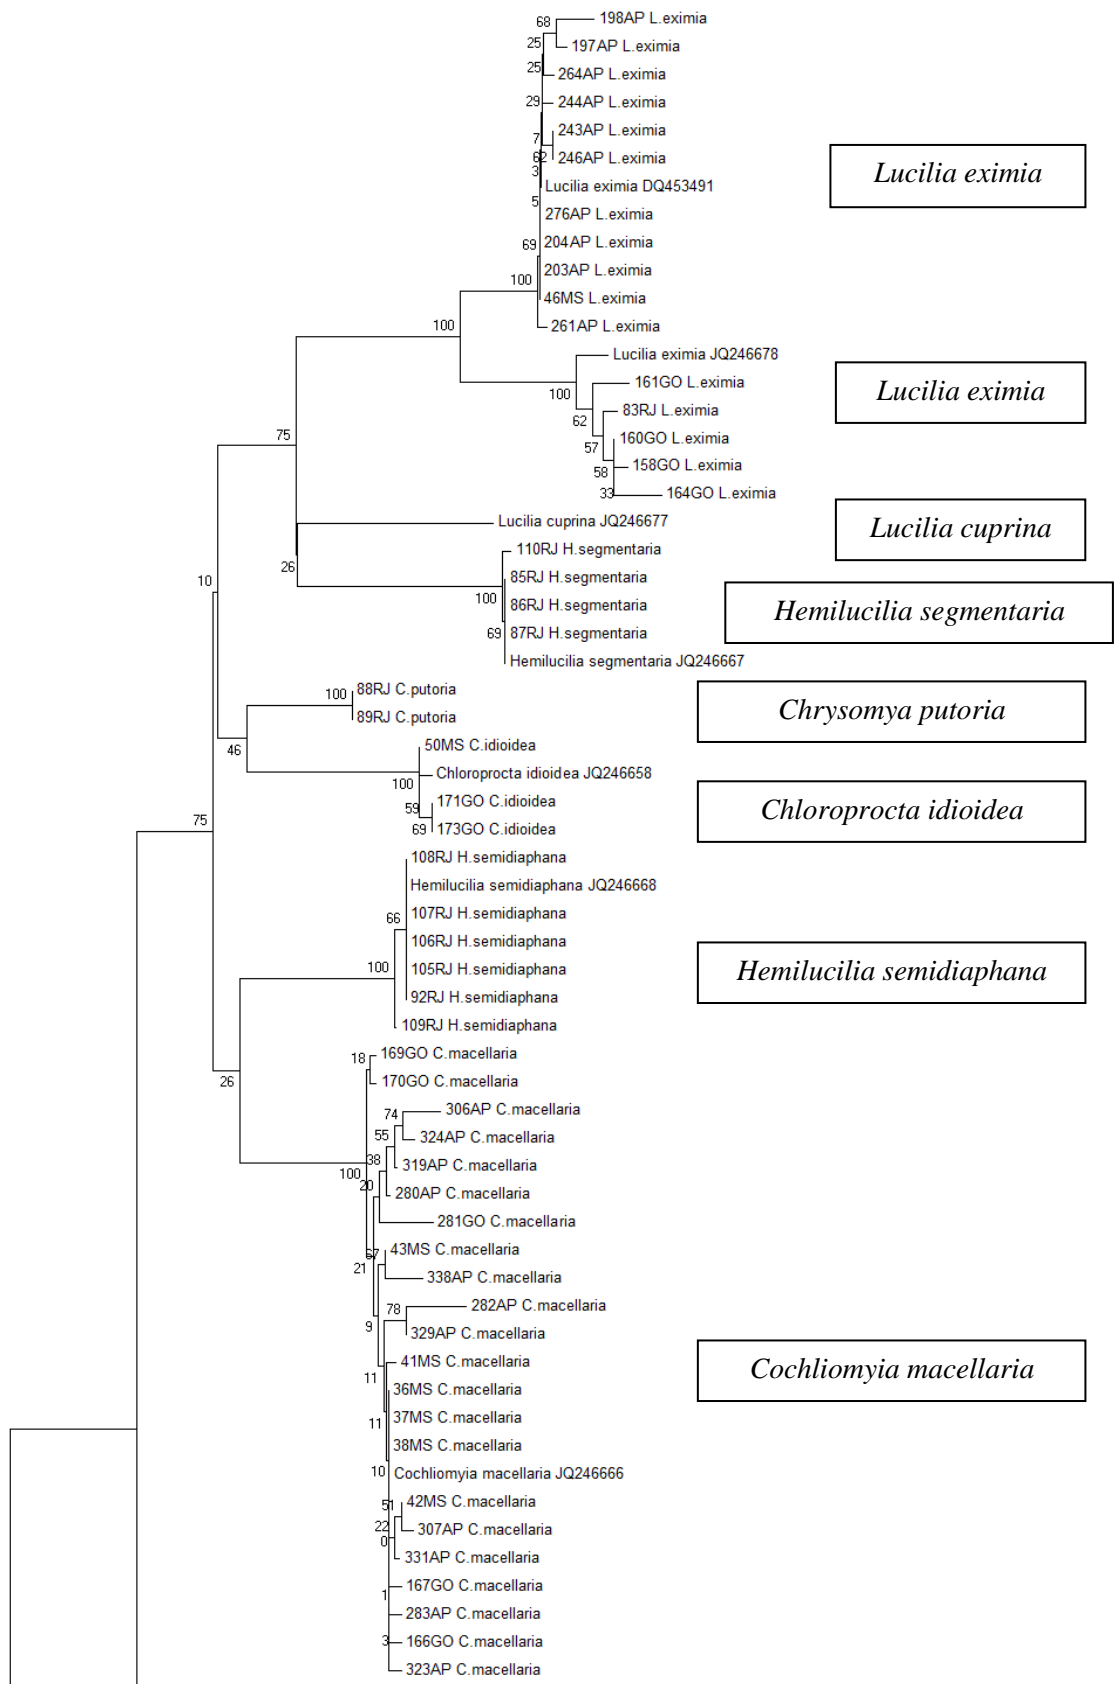 68
198AP L.eximia
25
197AP L.eximia
25
264AP L.eximia
29
244AP L.eximia
7
243AP L.eximia
62
246AP L.eximia
3
Lucilia eximia DQ453491
5
276AP L.eximia
69
204AP L.eximia
100
203AP L.eximia
46MS L.eximia
100
261AP L.eximia
Lucilia eximia
Lucilia eximia JQ246678
100
161GO L.eximia
62
83RJ L.eximia
57
160GO L.eximia
58
158GO L.eximia
33
164GO L.eximia
Lucilia eximia
75
Lucilia cuprina JQ246677
Lucilia cuprina
26
110RJ H.segmentaria
85RJ H.segmentaria
100
86RJ H.segmentaria
69
87RJ H.segmentaria
Hemilucilia segmentaria JQ246667
Hemilucilia segmentaria
10
100
88RJ C.putoria
89RJ C.putoria
Chrysomya putoria
46
50MS C.idioidea
100
Chloroprocta idioidea JQ246658
59
171GO C.idioidea
69
173GO C.idioidea
Chloroprocta idioidea
75
108RJ H.semidiaphana
Hemilucilia semidiaphana JQ246668
66
107RJ H.semidiaphana
106RJ H.semidiaphana
100
105RJ H.semidiaphana
92RJ H.semidiaphana
109RJ H.semidiaphana
Hemilucilia semidiaphana
26
18
169GO C.macellaria
170GO C.macellaria
74
306AP C.macellaria
55
324AP C.macellaria
38
319AP C.macellaria
100
20
280AP C.macellaria
281GO C.macellaria
67
43MS C.macellaria
21
338AP C.macellaria
78
282AP C.macellaria
9
329AP C.macellaria
41MS C.macellaria
11
36MS C.macellaria
11
37MS C.macellaria
38MS C.macellaria
10
Cochliomyia macellaria JQ246666
51
42MS C.macellaria
22
307AP C.macellaria
0
331AP C.macellaria
1
167GO C.macellaria
283AP C.macellaria
3
166GO C.macellaria
323AP C.macellaria
Cochliomyia macellaria